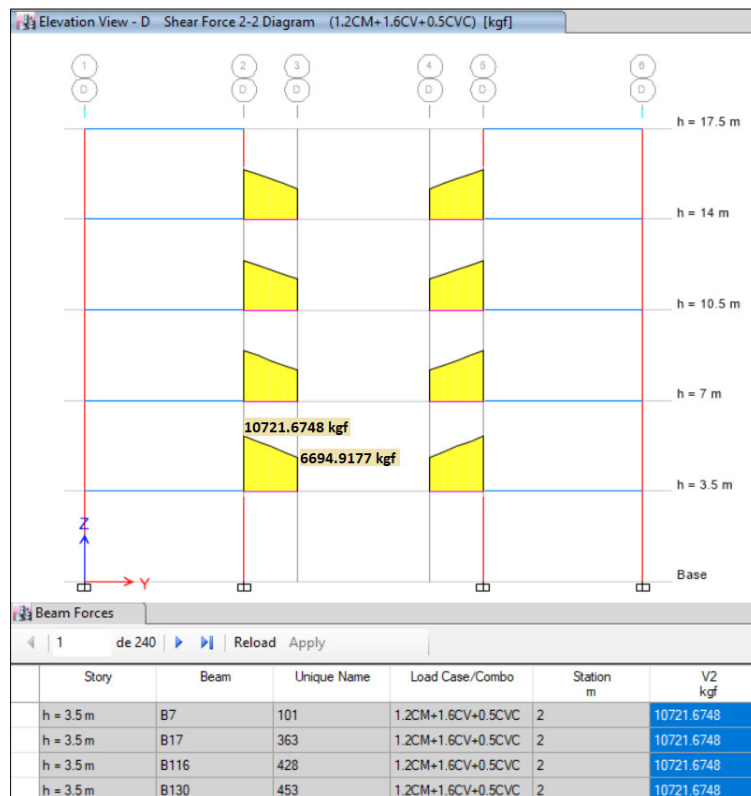 Elevation View - D Shear Force 2-2 Diagram (1.2CM+1.6CV+0.5CVC) [kgf]
1 2 3 4 5 6
D D D D D D
h = 17.5 m
h = 14 m
h = 10.5 m
h = 7 m
10721.6748 kgf
6694.9177 kgf
h = 3.5 m
Z
Y
Base
Beam Forces
1 de 240 Reload Apply
Story Beam Unique Name Load Case/Combo Station m V2 kgf
h = 3.5 m B7 101 1.2CM+1.6CV+0.5CVC 2 10721.6748
h = 3.5 m B17 363 1.2CM+1.6CV+0.5CVC 2 10721.6748
h = 3.5 m B116 428 1.2CM+1.6CV+0.5CVC 2 10721.6748
h = 3.5 m B130 453 1.2CM+1.6CV+0.5CVC 2 10721.6748